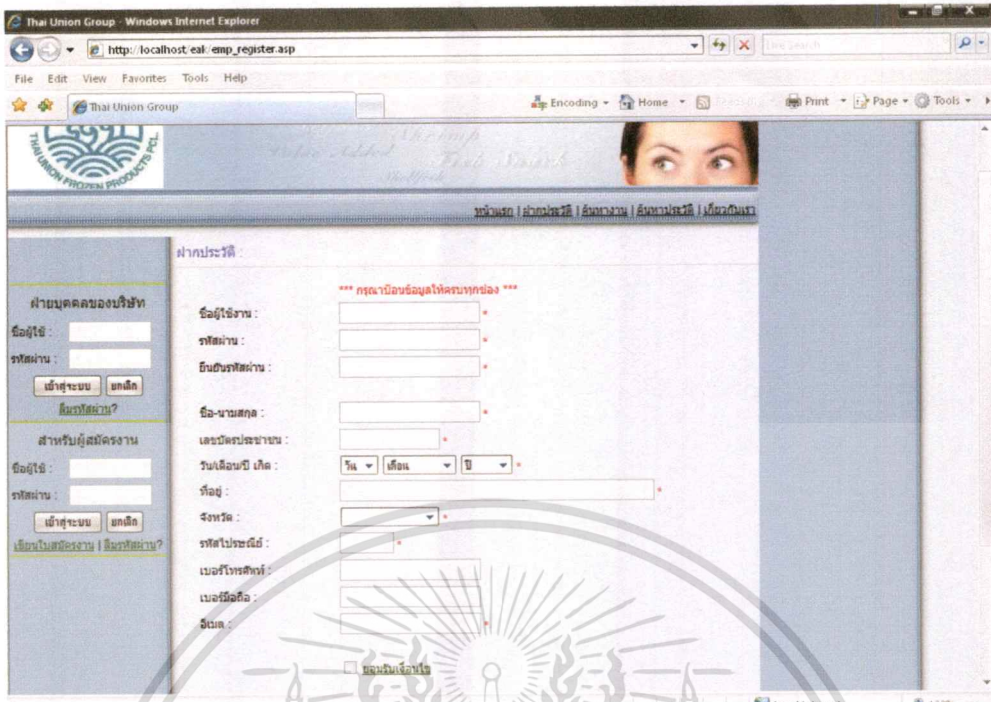 Thai Union Group - Windows Internet Explorer
http://localhost/eak/emp_register.asp
Live Search
File Edit View Favorites Tools Help
Thai Union Group
Encoding Home Print Page Tools
THAI UNION FROZEN PRODUCTS PCL.
หน้าแรก | ฝากประวัติ | ค้นหางาน | ค้นหาประวัติ | เกี่ยวกับเรา
ฝากประวัติ :
*** กรุณาป้อนข้อมูลให้ครบทุกช่อง ***
ฝ่ายบุคคลของบริษัท
ชื่อผู้ใช้ :
รหัสผ่าน :
เข้าสู่ระบบ ยกเลิก
ลืมรหัสผ่าน?
สำหรับผู้สมัครงาน
ชื่อผู้ใช้ :
รหัสผ่าน :
เข้าสู่ระบบ ยกเลิก
เขียนใบสมัครงาน | ลืมรหัสผ่าน?
ชื่อผู้ใช้งาน : *
รหัสผ่าน : *
ยืนยันรหัสผ่าน : *
ชื่อ-นามสกุล : *
เลขบัตรประชาชน : *
วัน/เดือน/ปี เกิด : วัน เดือน ปี *
ที่อยู่ : *
จังหวัด : *
รหัสไปรษณีย์ : *
เบอร์โทรศัพท์ :
เบอร์มือถือ :
อีเมล : *
ยอมรับเงื่อนไข